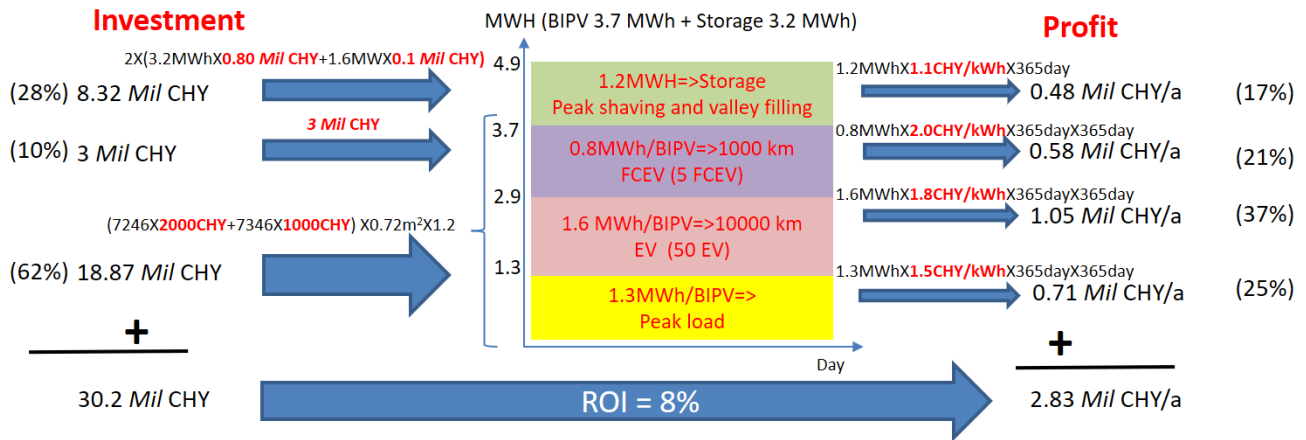 Investment
MWH (BIPV 3.7 MWh + Storage 3.2 MWh)
Profit
2X(3.2MWhX0.80 Mil CHY+1.6MWX0.1 Mil CHY)
(28%) 8.32 Mil CHY
4.9
1.2MWH=>Storage
Peak shaving and valley filling
1.2MWhX1.1CHY/kWhX365day
0.48 Mil CHY/a
(17%)
3 Mil CHY
(10%) 3 Mil CHY
3.7
0.8MWh/BIPV=>1000 km
FCEV (5 FCEV)
0.8MWhX2.0CHY/kWhX365dayX365day
0.58 Mil CHY/a
(21%)
2.9
(7246X2000CHY+7346X1000CHY) X0.72m²X1.2
1.6 MWh/BIPV=>10000 km
EV (50 EV)
1.6MWhX1.8CHY/kWhX365dayX365day
1.05 Mil CHY/a
(37%)
(62%) 18.87 Mil CHY
1.3
1.3MWh/BIPV=>
Peak load
1.3MWhX1.5CHY/kWhX365dayX365day
0.71 Mil CHY/a
(25%)
+
+
Day
30.2 Mil CHY
ROI = 8%
2.83 Mil CHY/a